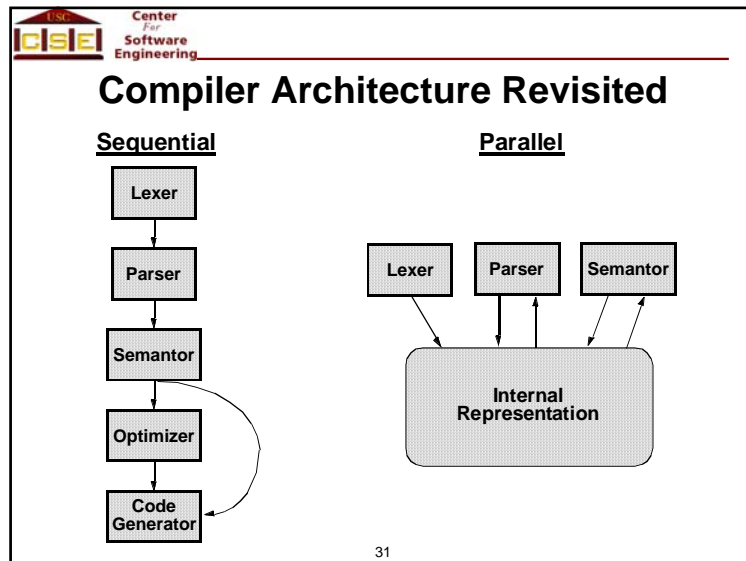 USC
CSE
Center
For
Software
Engineering
Compiler Architecture Revisited
Sequential
Lexer
Parser
Semantor
Optimizer
Code
Generator
Parallel
Lexer
Parser
Semantor
Internal
Representation
31